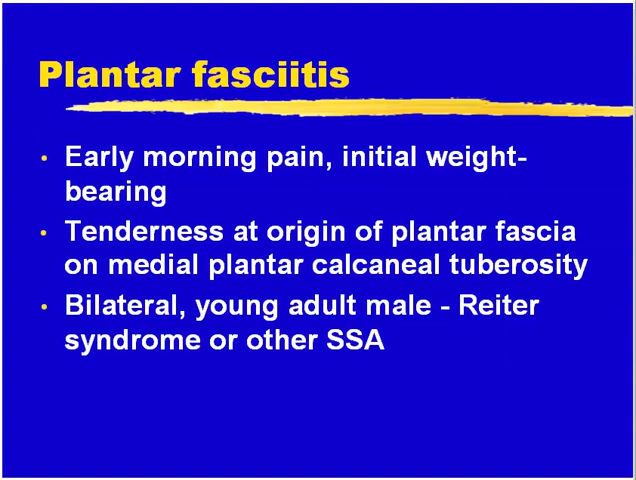 Plantar fasciitis
• Early morning pain, initial weight-
bearing
• Tenderness at origin of plantar fascia
on medial plantar calcaneal tuberosity
• Bilateral, young adult male - Reiter
syndrome or other SSA